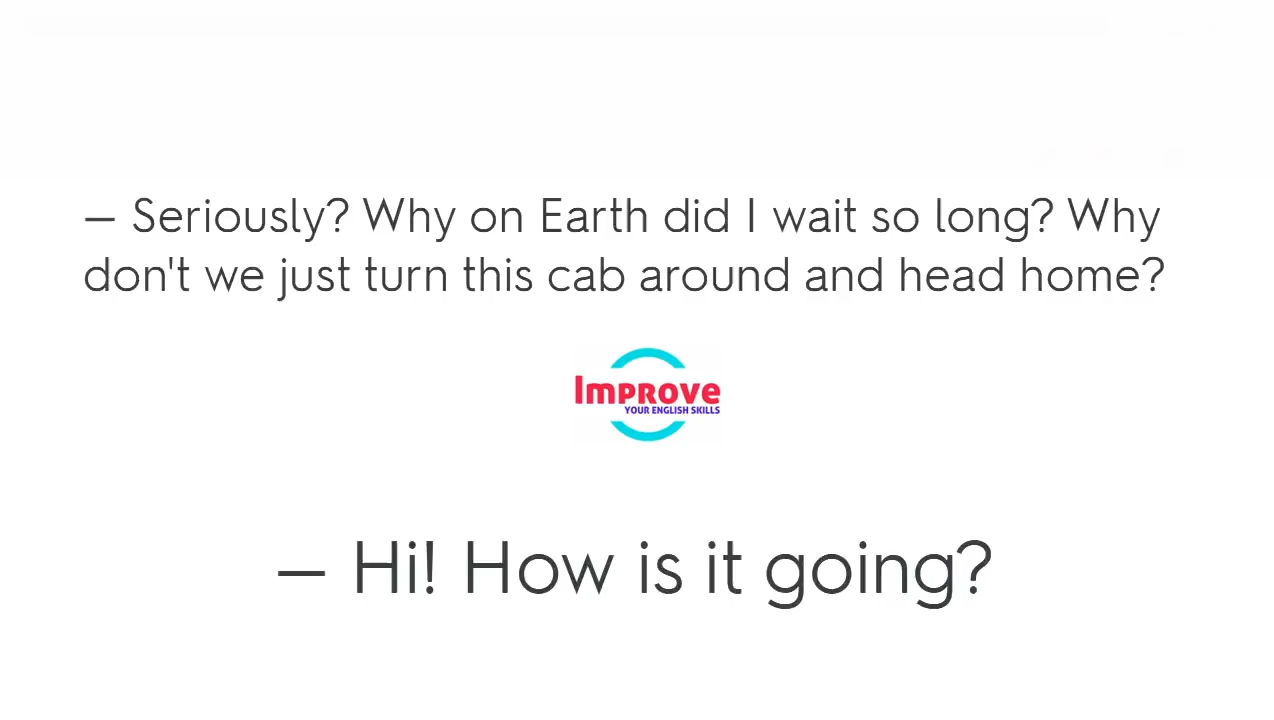 — Seriously? Why on Earth did I wait so long? Why
don't we just turn this cab around and head home?
Improve
YOUR ENGLISH SKILLS
— Hi! How is it going?